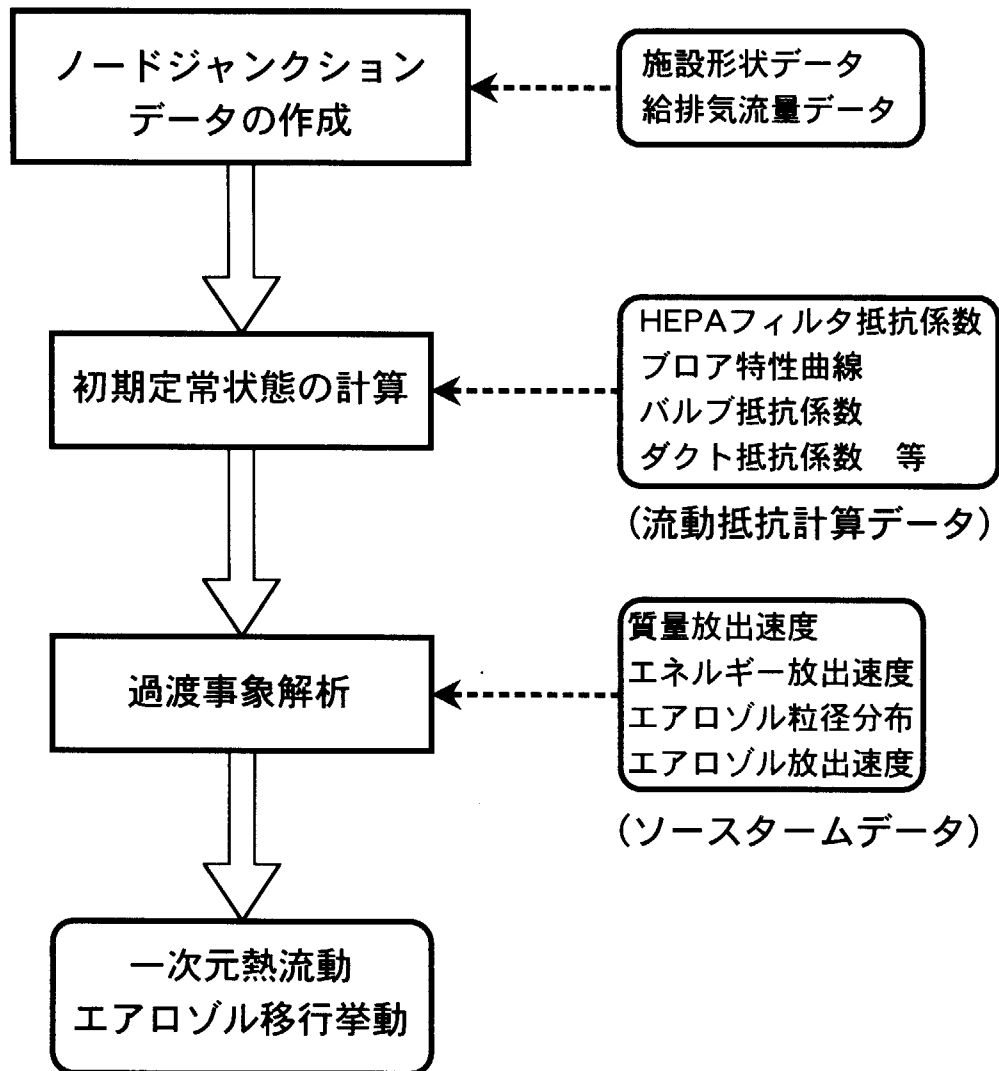 ノードジャンクション
データの作成
施設形状データ
給排気流量データ
初期定常状態の計算
HEPAフィルタ抵抗係数
ブロア特性曲線
バルブ抵抗係数
ダクト抵抗係数　等
(流動抵抗計算データ)
過渡事象解析
質量放出速度
エネルギー放出速度
エアロゾル粒径分布
エアロゾル放出速度
(ソースタームデータ)
一次元熱流動
エアロゾル移行挙動